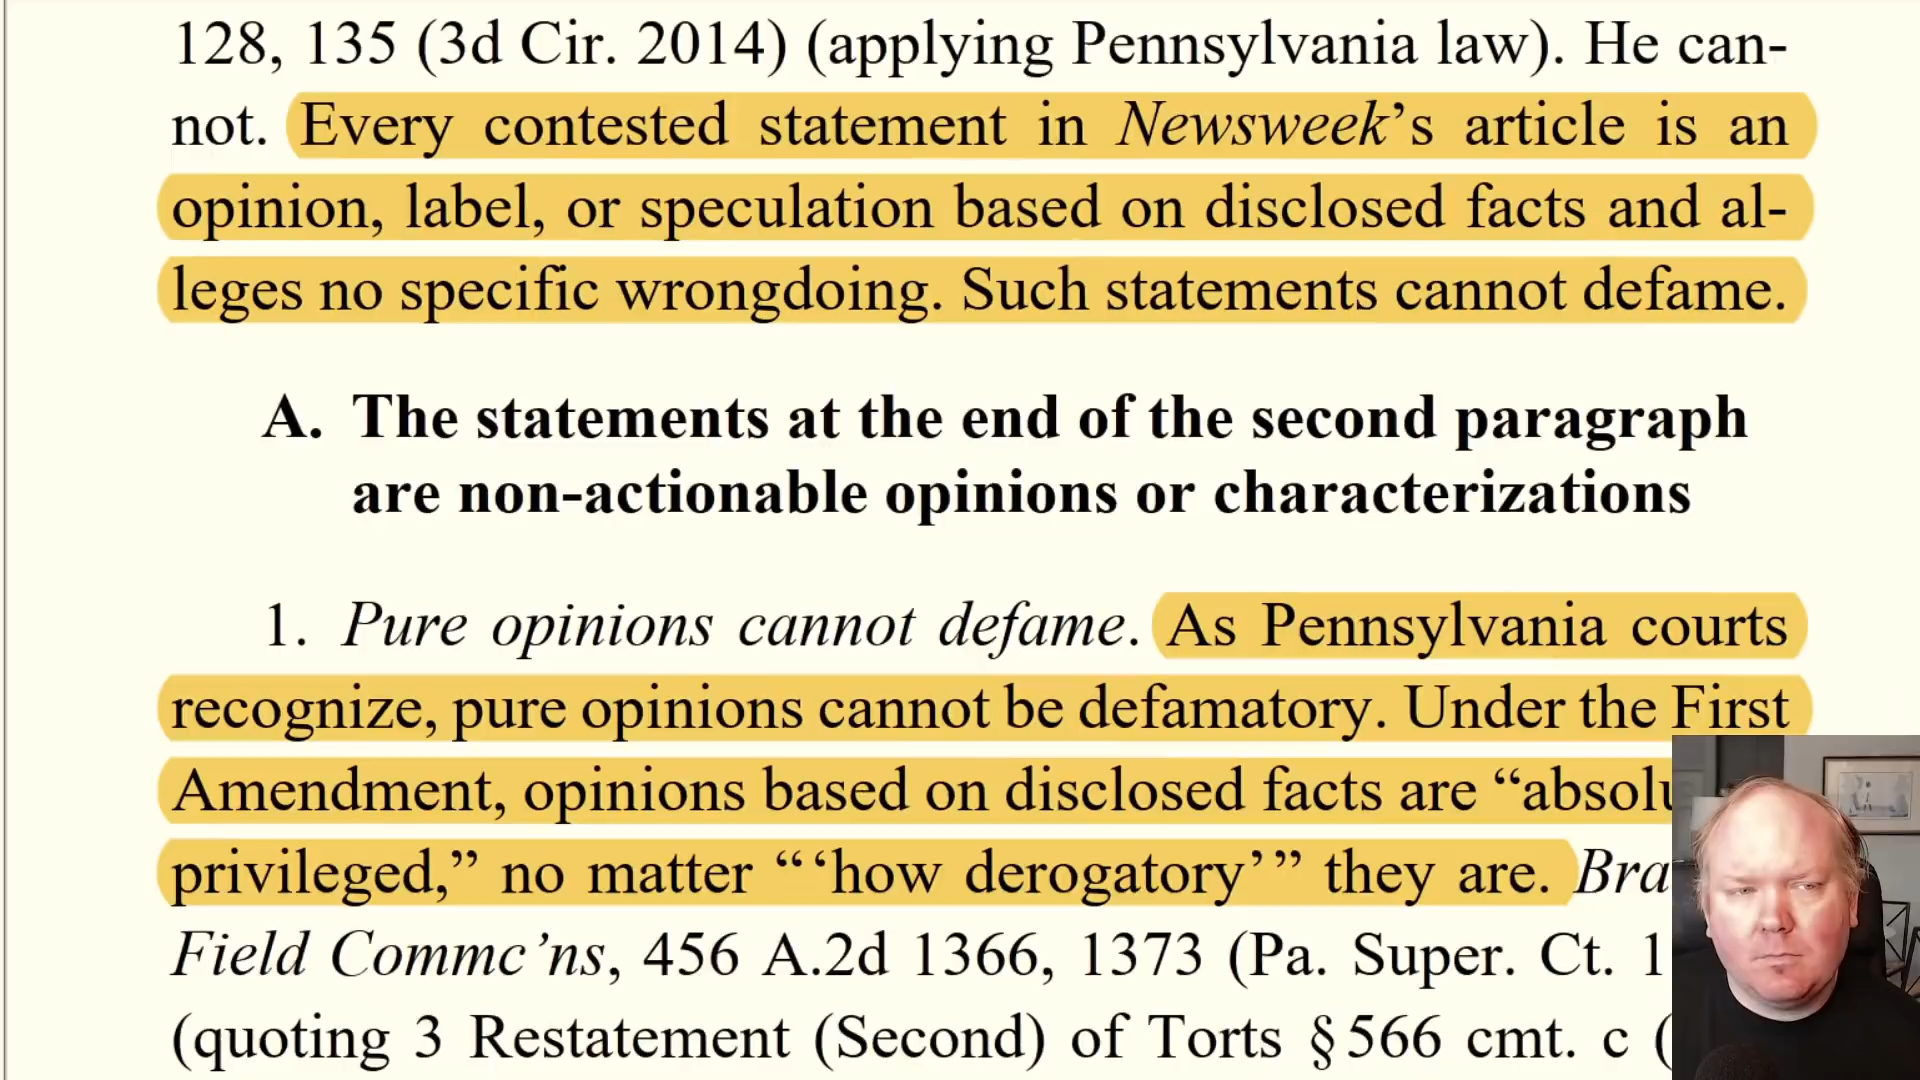 128, 135 (3d Cir. 2014) (applying Pennsylvania law). He can-
not. Every contested statement in Newsweek’s article is an
opinion, label, or speculation based on disclosed facts and al-
leges no specific wrongdoing. Such statements cannot defame.
A. The statements at the end of the second paragraph
are non-actionable opinions or characterizations
1. Pure opinions cannot defame. As Pennsylvania courts
recognize, pure opinions cannot be defamatory. Under the First
Amendment, opinions based on disclosed facts are “absolu
privileged,” no matter “‘how derogatory’” they are. Bra
Field Commc’ns, 456 A.2d 1366, 1373 (Pa. Super. Ct. 1
(quoting 3 Restatement (Second) of Torts § 566 cmt. c (